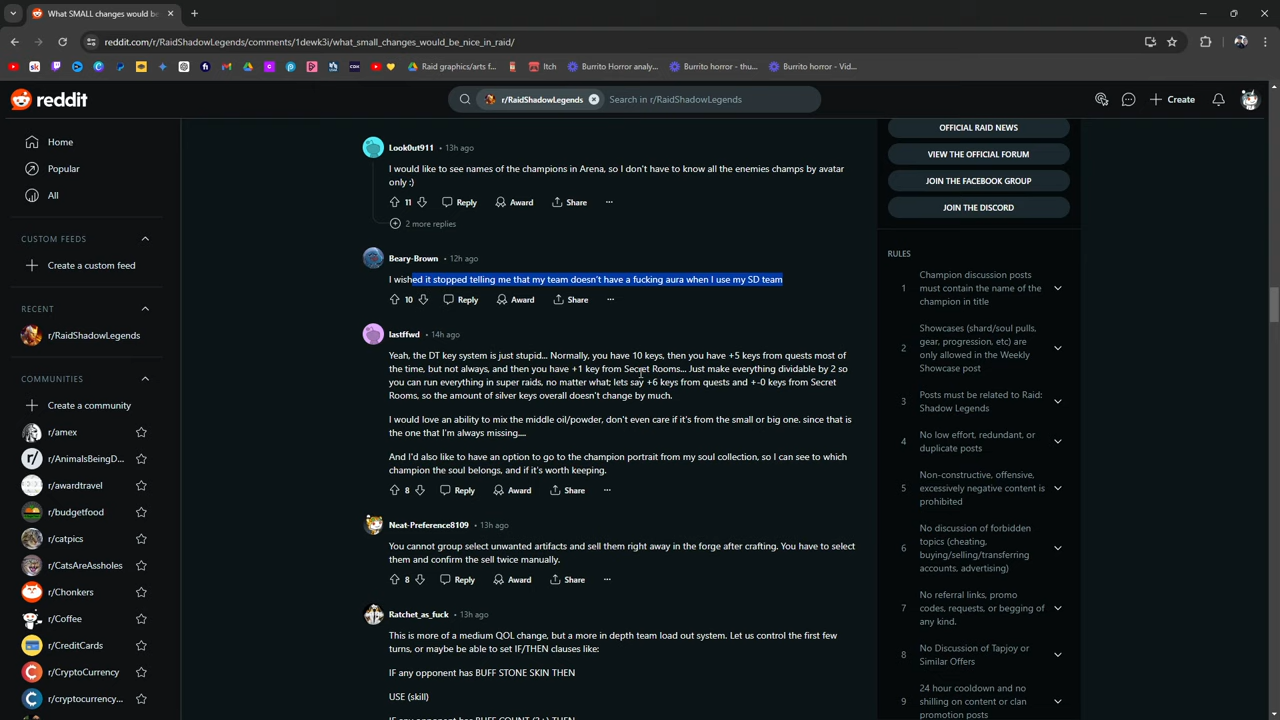 What SMALL changes would be
reddit.com/r/RaidShadowLegends/comments/1dewk3i/what_small_changes_would_be_nice_in_raid/
Raid graphics/arts f... Itch Burrito Horror analy... Burrito horror - thu... Burrito horror - Vid...
reddit
r/RaidShadowLegends Search in r/RaidShadowLegends
Create
Home
Popular
All
CUSTOM FEEDS
Create a custom feed
RECENT
r/RaidShadowLegends
COMMUNITIES
Create a community
r/amex
r/AnimalsBeingD...
r/awardtravel
r/budgetfood
r/catpics
r/CatsAreAssholes
r/Chonkers
r/Coffee
r/CreditCards
r/CryptoCurrency
r/cryptocurrency...
Look0ut911 • 13h ago
I would like to see names of the champions in Arena, so I don't have to know all the enemies champs by avatar
only :)
11 Reply Award Share ...
2 more replies
Beary-Brown • 12h ago
I wished it stopped telling me that my team doesn't have a fucking aura when I use my SD team
10 Reply Award Share ...
lastffwd • 14h ago
Yeah, the DT key system is just stupid... Normally, you have 10 keys, then you have +5 keys from quests most of
the time, but not always, and then you have +1 key from Secret Rooms... Just make everything dividable by 2 so
you can run everything in super raids, no matter what; lets say +6 keys from quests and +-0 keys from Secret
Rooms, so the amount of silver keys overall doesn't change by much.
I would love an ability to mix the middle oil/powder, don't even care if it's from the small or big one. since that is
the one that I'm always missing....
And I'd also like to have an option to go to the champion portrait from my soul collection, so I can see to which
champion the soul belongs, and if it's worth keeping.
8 Reply Award Share ...
Neat-Preference8109 • 13h ago
You cannot group select unwanted artifacts and sell them right away in the forge after crafting. You have to select
them and confirm the sell twice manually.
8 Reply Award Share ...
Ratchet_as_fuck • 13h ago
This is more of a medium QOL change, but a more in depth team load out system. Let us control the first few
turns, or maybe be able to set IF/THEN clauses like:
IF any opponent has BUFF STONE SKIN THEN
USE (skill)
IF any opponent has BUFF COUNT (2+) THEN
OFFICIAL RAID NEWS
VIEW THE OFFICIAL FORUM
JOIN THE FACEBOOK GROUP
JOIN THE DISCORD
RULES
1 Champion discussion posts
must contain the name of the
champion in title
2 Showcases (shard/soul pulls,
gear, progression, etc) are
only allowed in the Weekly
Showcase post
3 Posts must be related to Raid:
Shadow Legends
4 No low effort, redundant, or
duplicate posts
5 Non-constructive, offensive,
excessively negative content is
prohibited
6 No discussion of forbidden
topics (cheating,
buying/selling/transferring
accounts, advertising)
7 No referral links, promo
codes, requests, or begging of
any kind.
8 No Discussion of Tapjoy or
Similar Offers
9 24 hour cooldown and no
shilling on content or clan
promotion posts